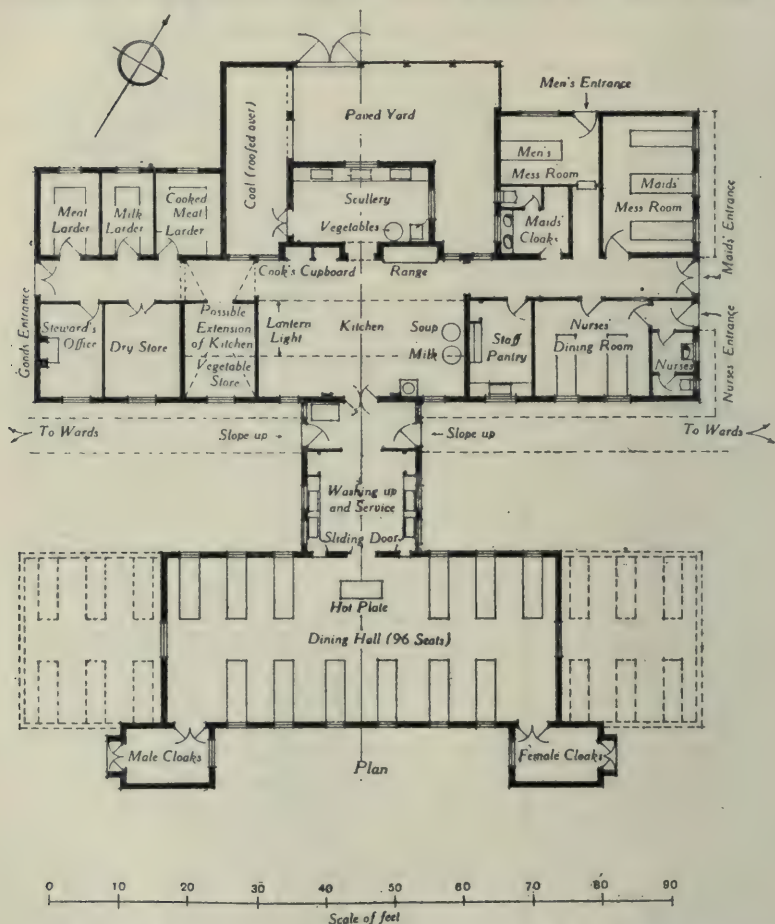 Men's Entrance
Paved Yard
Coal (roofed over)
Men's
Mess Room
Maids'
Mess Room
Scullery
Vegetables
Maids'
Cloaks
Meat
Larder
Milk
Larder
Cooked
Meat
Larder
Maids' Entrance
Cook's Cupboard
Range
Goods Entrance
Steward's
Office
Dry Store
Possible
Extension
of Kitchen
Vegetable
Store
Lantern
Light
Kitchen
Soup
Milk
Staff
Pantry
Nurses'
Dining Room
Nurses
Nurses Entrance
To Wards
Slope up
Slope up
To Wards
Washing up
and Service
Sliding Door
Hot Plate
Dining Hall (96 Seats)
Male Cloaks
Plan
Female Cloaks
0 10 20 30 40 50 60 70 80 90
Scale of feet